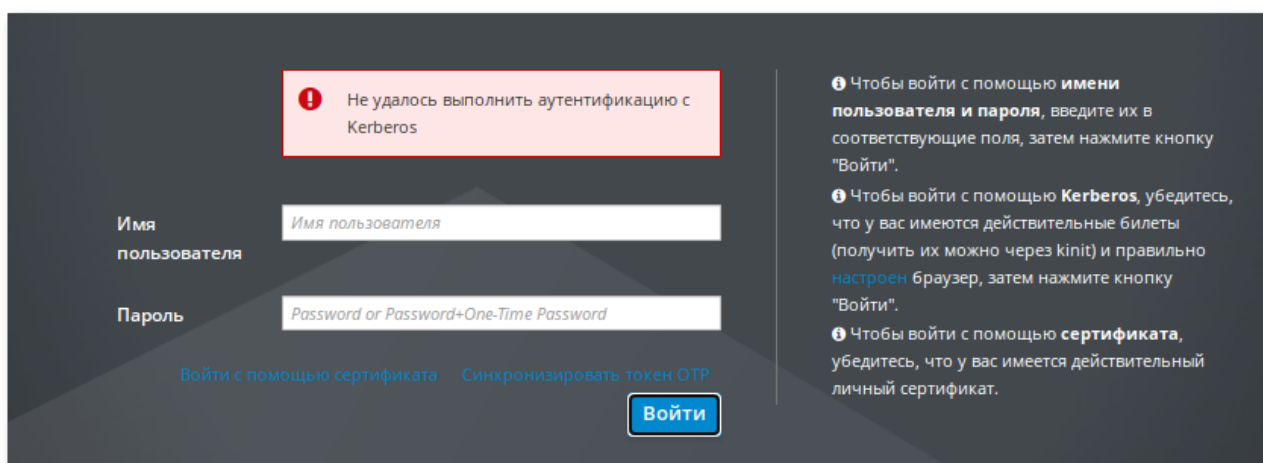 Не удалось выполнить аутентификацию с
Kerberos
Имя
пользователя
Имя пользователя
Пароль
Password or Password+One-Time Password
Войти с помощью сертификата Синхронизировать токен OTP
Войти
Чтобы войти с помощью имени
пользователя и пароля, введите их в
соответствующие поля, затем нажмите кнопку
"Войти".
Чтобы войти с помощью Kerberos, убедитесь,
что у вас имеются действительные билеты
(получить их можно через kinit) и правильно
настроен браузер, затем нажмите кнопку
"Войти".
Чтобы войти с помощью сертификата,
убедитесь, что у вас имеется действительный
личный сертификат.